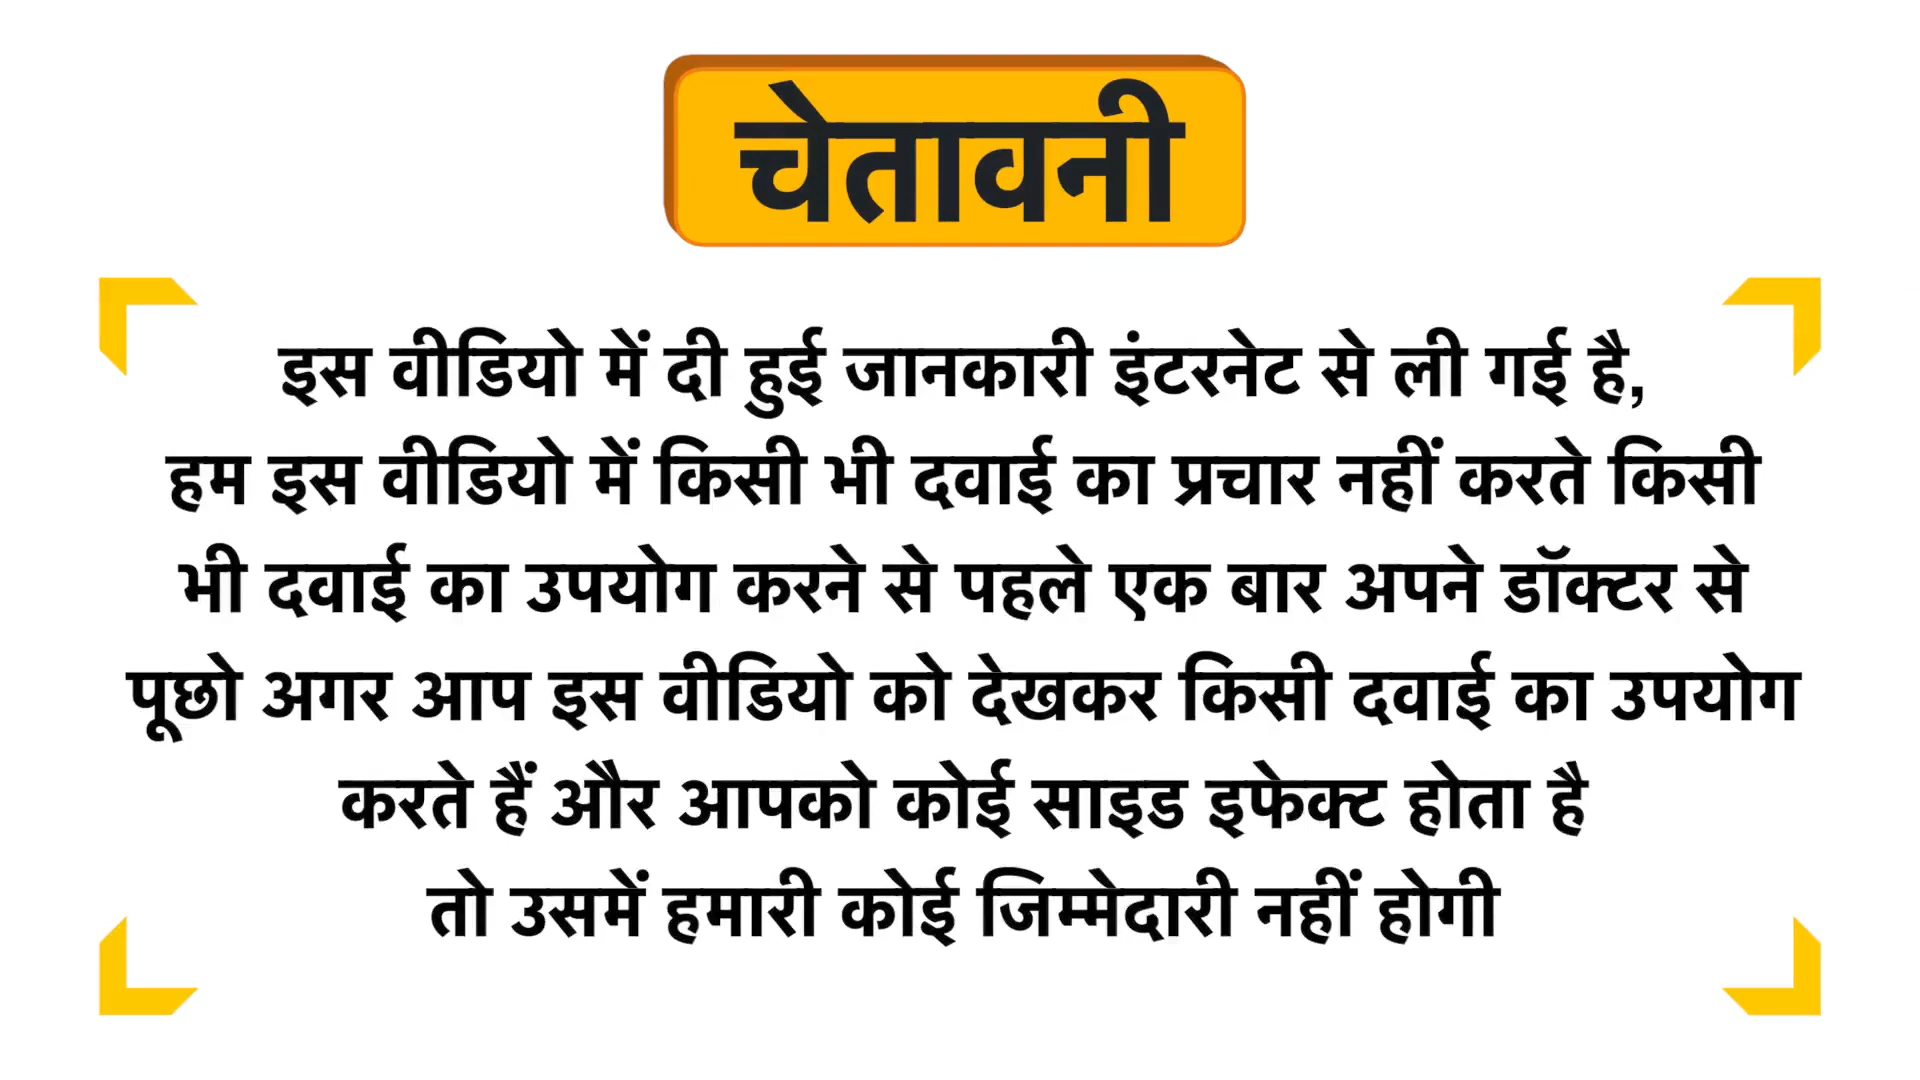 चेतावनी
इस वीडियो में दी हुई जानकारी इंटरनेट से ली गई है,
हम इस वीडियो में किसी भी दवाई का प्रचार नहीं करते किसी
भी दवाई का उपयोग करने से पहले एक बार अपने डॉक्टर से
पूछो अगर आप इस वीडियो को देखकर किसी दवाई का उपयोग
करते हैं और आपको कोई साइड इफेक्ट होता है
तो उसमें हमारी कोई जिम्मेदारी नहीं होगी